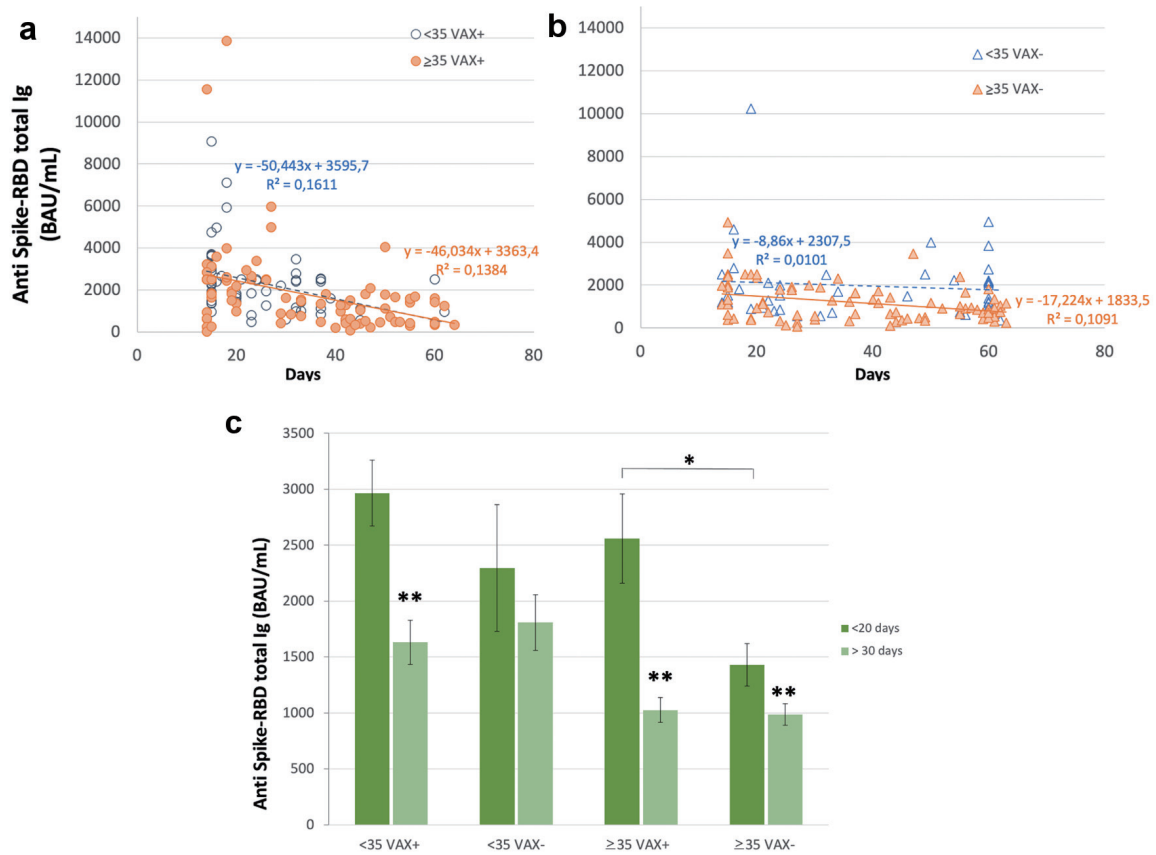 a
<35 VAX+
≥35 VAX+
Anti Spike-RBD total Ig
(BAU/mL)
14000
12000
10000
8000
6000
4000
2000
0
y = -50,443x + 3595,7
R² = 0,1611
y = -46,034x + 3363,4
R² = 0,1384
0 20 40 60 80
Days
b
<35 VAX-
≥35 VAX-
14000
12000
10000
8000
6000
4000
2000
0
y = -8,86x + 2307,5
R² = 0,0101
y = -17,224x + 1833,5
R² = 0,1091
0 20 40 60 80
Days
c
Anti Spike-RBD total Ig (BAU/mL)
3500
3000
2500
2000
1500
1000
500
0
*
**
**
**
<20 days
> 30 days
<35 VAX+ <35 VAX- ≥35 VAX+ ≥35 VAX-